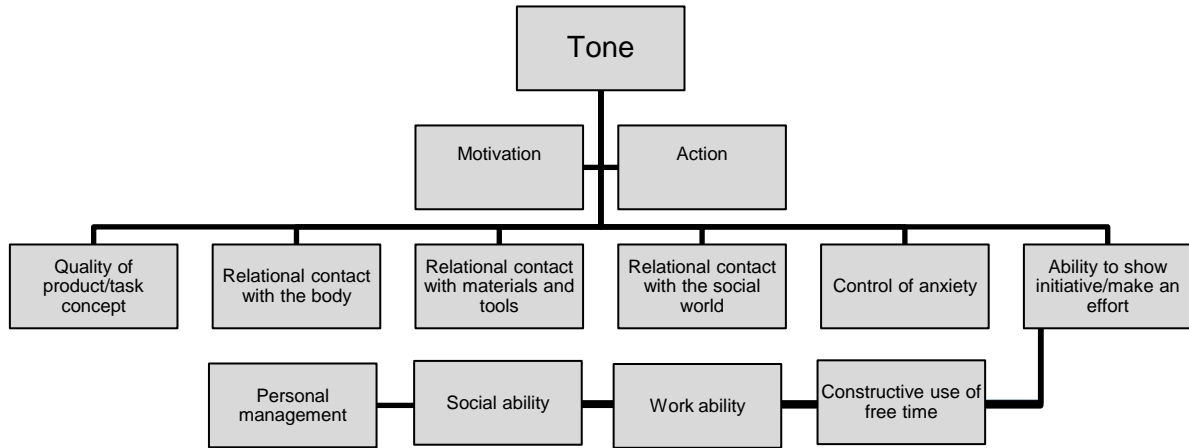 Tone
Motivation
Action
Quality of
product/task
concept
Relational contact
with the body
Relational contact
with materials and
tools
Relational contact
with the social
world
Control of anxiety
Ability to show
initiative/make an
effort
Personal
management
Social ability
Work ability
Constructive use of
free time